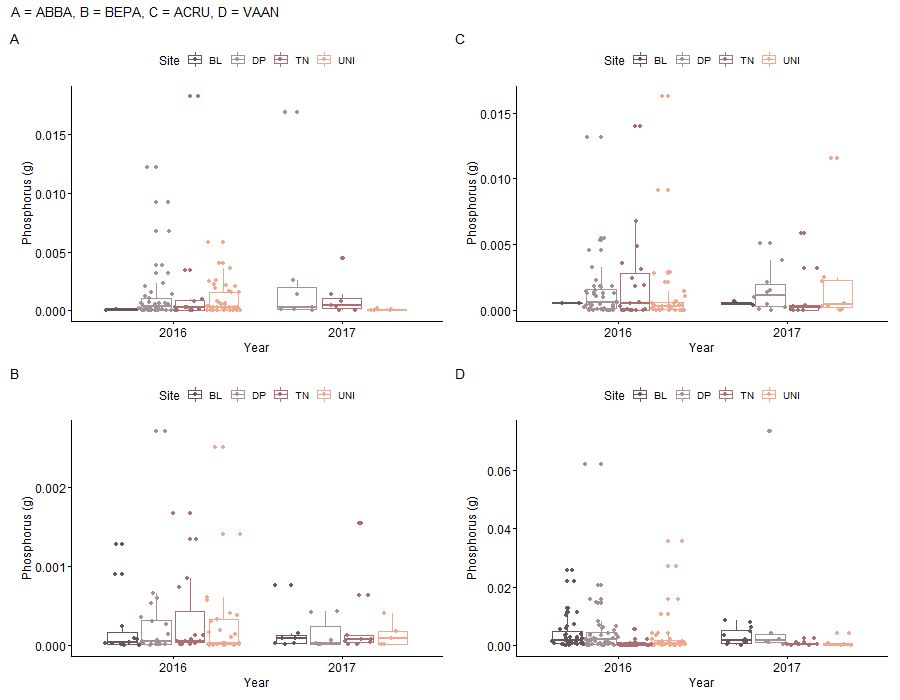 A = ABBA, B = BEPA, C = ACRU, D = VAAN
A
Site BL DP TN UNI
Phosphorus (g)
0.015
0.010
0.005
0.000
2016 2017
Year
C
Site BL DP TN UNI
Phosphorus (g)
0.015
0.010
0.005
0.000
2016 2017
Year
B
Site BL DP TN UNI
Phosphorus (g)
0.002
0.001
0.000
2016 2017
Year
D
Site BL DP TN UNI
Phosphorus (g)
0.06
0.04
0.02
0.00
2016 2017
Year